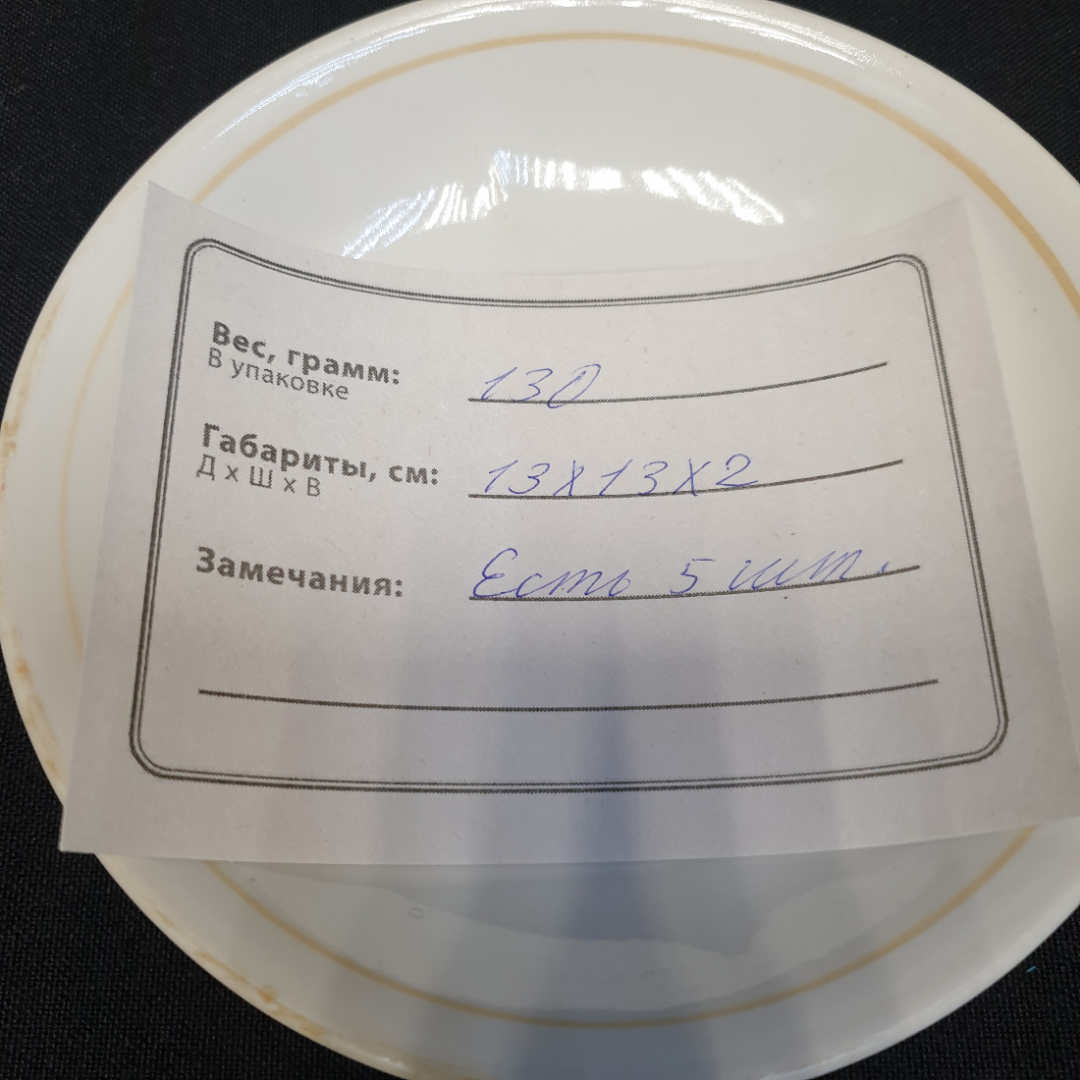 Вес, грамм: 130
В упаковке
Габариты, см: 13х13х2
Д х Ш х В
Замечания: Есть 5 шт.